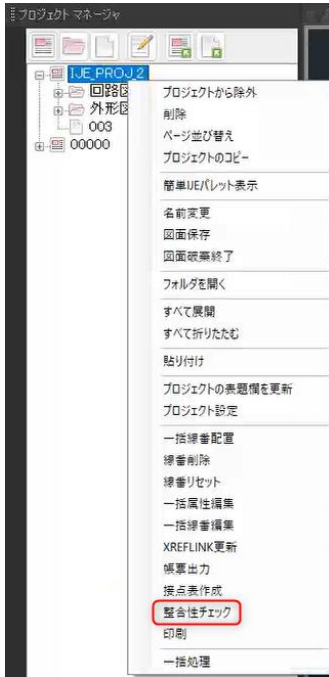 プロジェクト マネージャ
IJE_PROJ_2
回路図
外形図
003
00000
プロジェクトから除外
削除
ページ並び替え
プロジェクトのコピー
簡単IJEパレット表示
名前変更
図面保存
図面破棄終了
フォルダを開く
すべて展開
すべて折りたたむ
貼り付け
プロジェクトの表題欄を更新
プロジェクト設定
一括線番配置
線番削除
線番リセット
一括属性編集
一括線番編集
XREFLINK更新
帳票出力
接点表作成
整合性チェック
印刷
一括処理